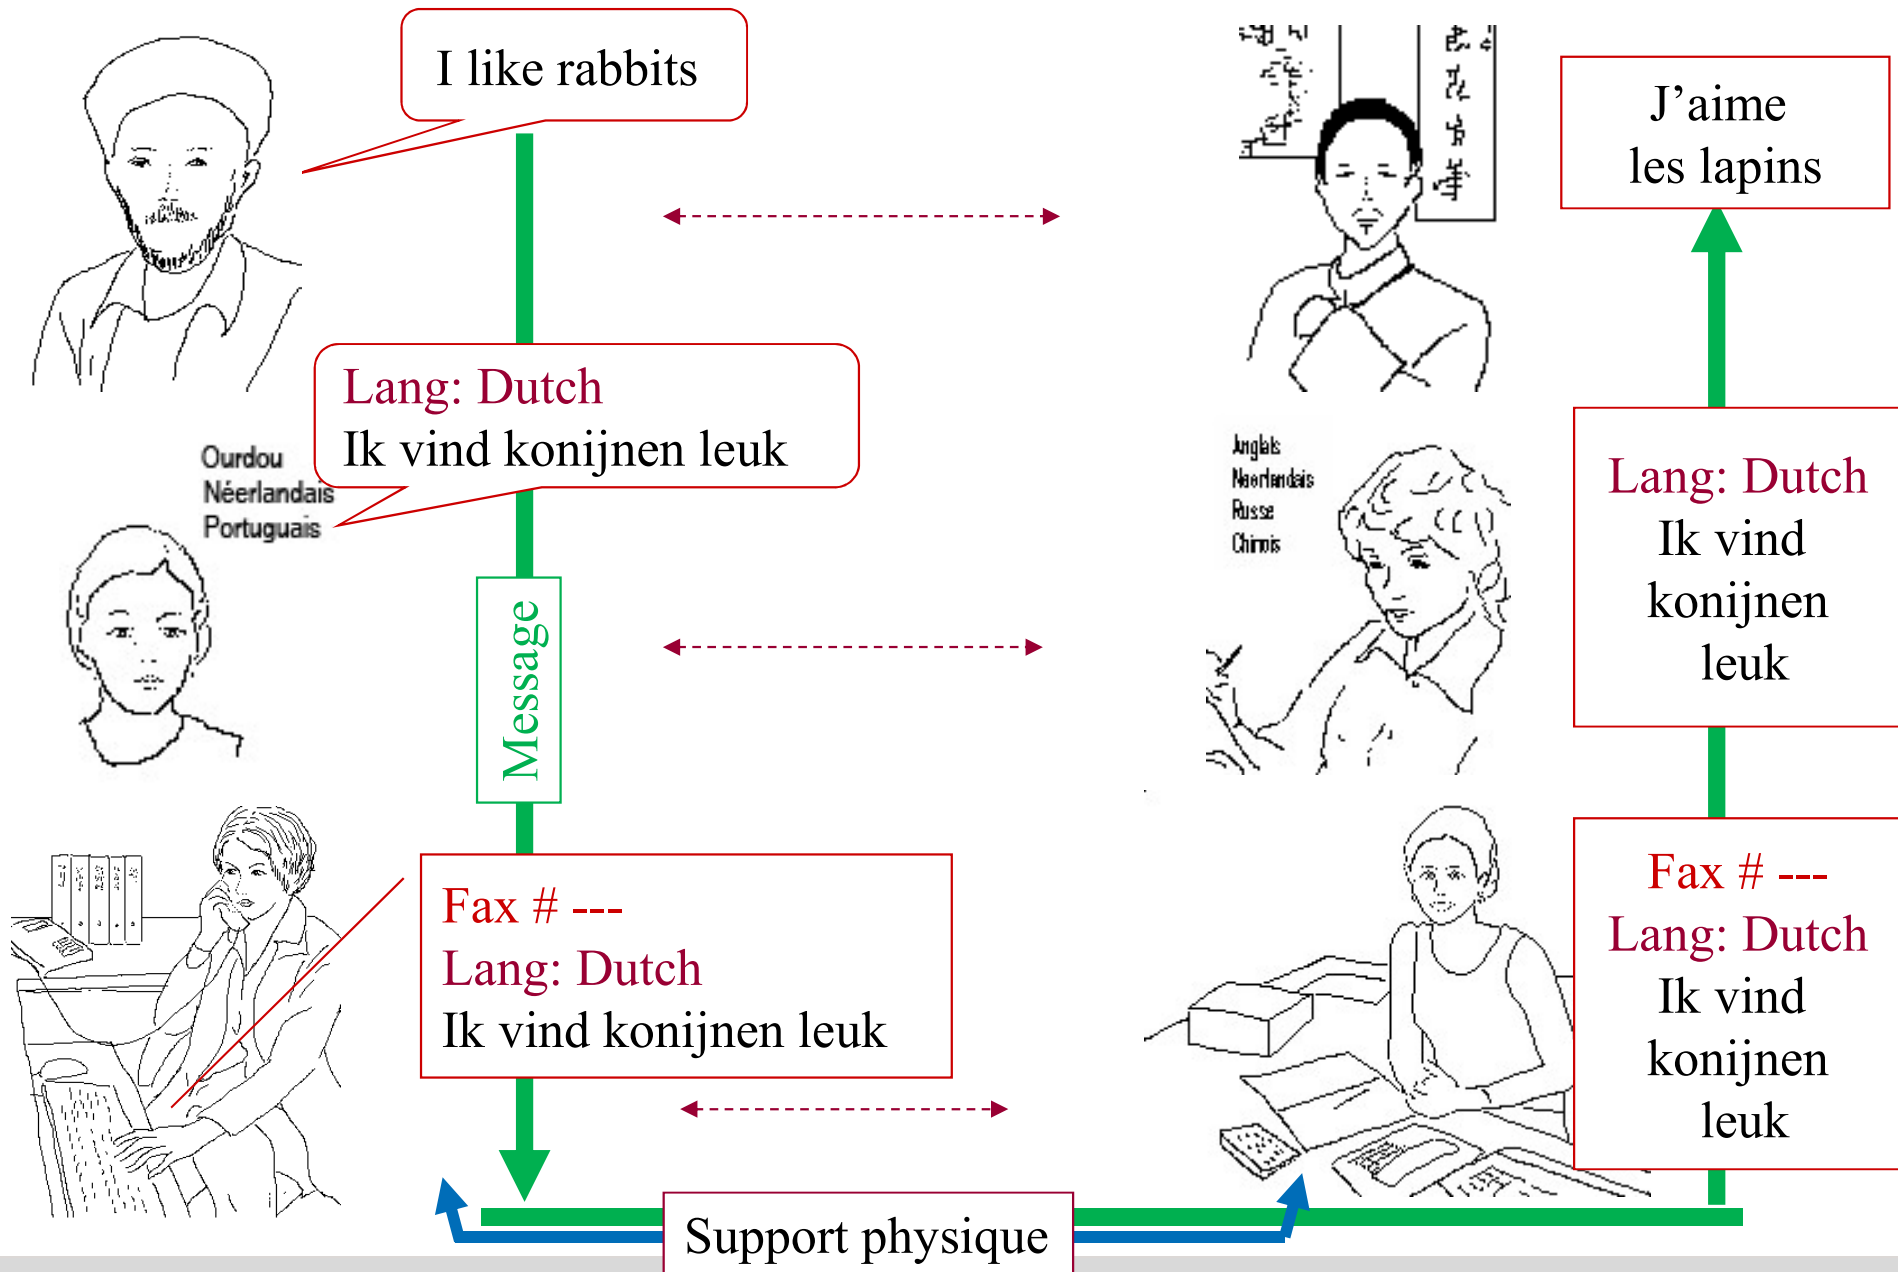 I like rabbits
J’aime
les lapins
Lang: Dutch
Ik vind konijnen leuk
Ourdou
Néerlandais
Portuguais
Anglais
Neerlandais
Russe
Chinois
Lang: Dutch
Ik vind
konijnen
leuk
Message
Fax # ---
Lang: Dutch
Ik vind konijnen leuk
Fax # ---
Lang: Dutch
Ik vind
konijnen
leuk
Support physique